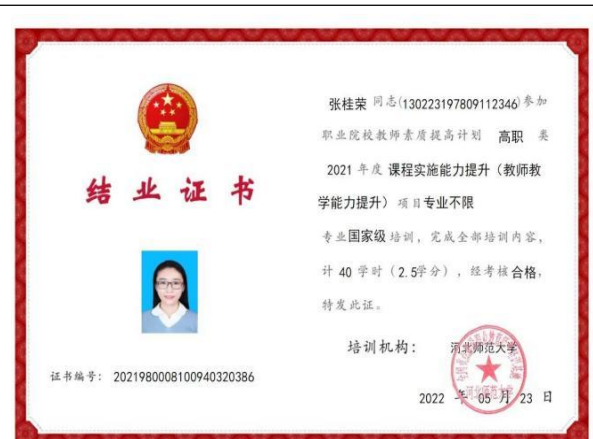 结业证书
证书编号: 2021980008100940320386
张桂荣 同志(130223197809112346)参加
职业院校教师素质提高计划 高职 类
2021 年度 课程实施能力提升（教师教
学能力提升）项目专业不限
专业国家级培训，完成全部培训内容，
计 40 学时（2.5学分），经考核合格，
特发此证。
培训机构: 河北师范大学
2022 年 05 月 23 日